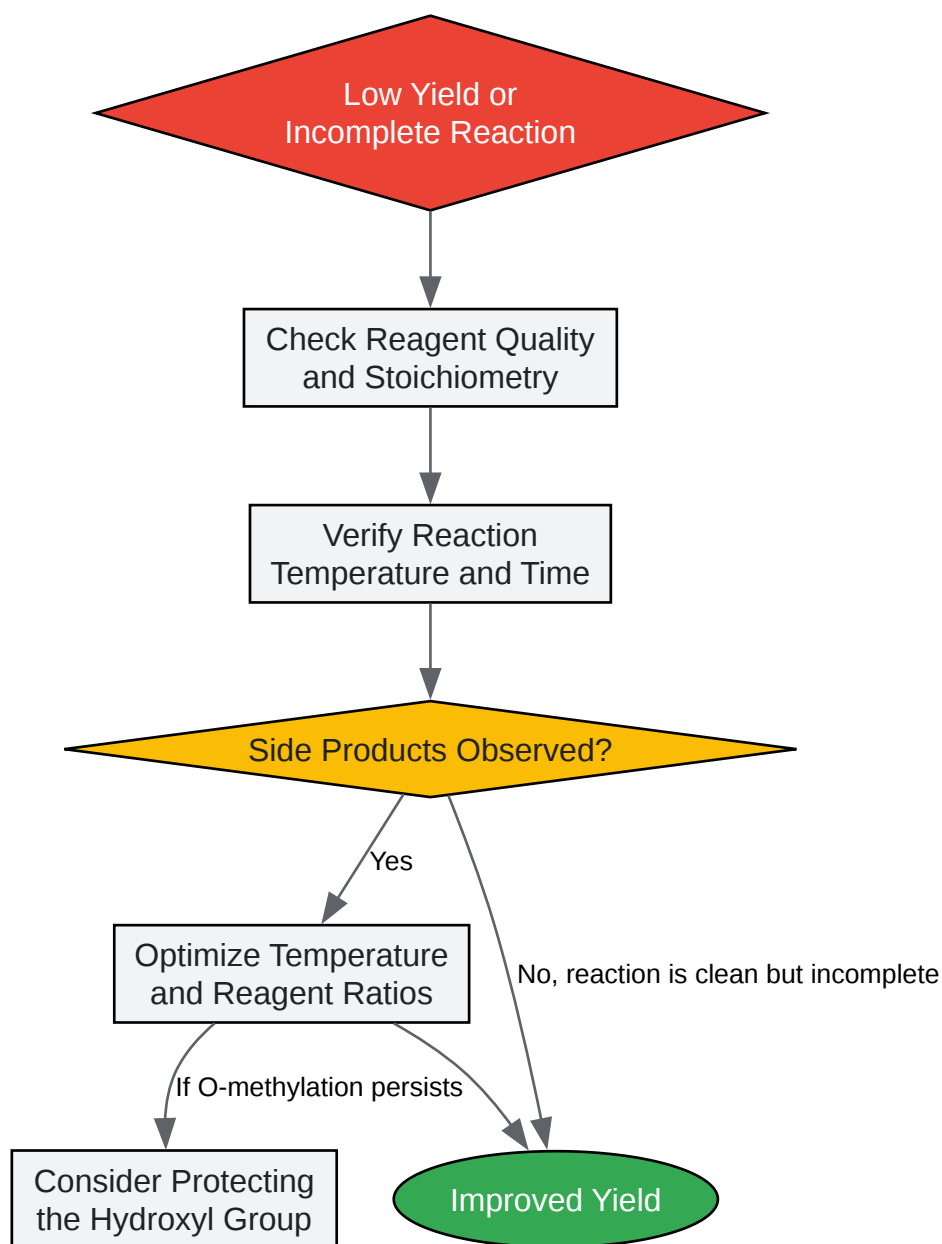 Low Yield or
Incomplete Reaction
Check Reagent Quality
and Stoichiometry
Verify Reaction
Temperature and Time
Side Products Observed?
Yes
Optimize Temperature
and Reagent Ratios
No, reaction is clean but incomplete
If O-methylation persists
Consider Protecting
the Hydroxyl Group
Improved Yield